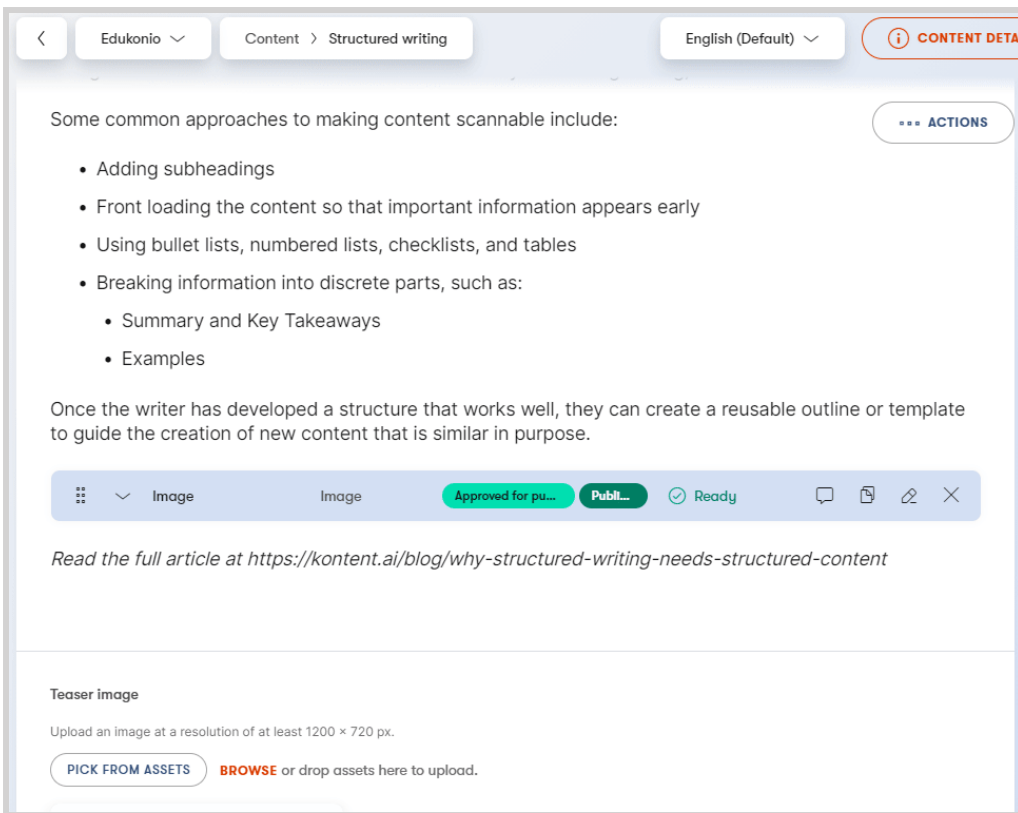 Edukonio
Content > Structured writing
English (Default)
CONTENT
ACTIONS
Some common approaches to making content scannable include:
• Adding subheadings
• Front loading the content so that important information appears early
• Using bullet lists, numbered lists, checklists, and tables
• Breaking information into discrete parts, such as:
• Summary and Key Takeaways
• Examples
Once the writer has developed a structure that works well, they can create a reusable outline or template
to guide the creation of new content that is similar in purpose.
Image Image Approved for pu... Publi... Ready
Read the full article at https://kontent.ai/blog/why-structured-writing-needs-structured-content
Teaser image
Upload an image at a resolution of at least 1200 × 720 px.
PICK FROM ASSETS BROWSE or drop assets here to upload.